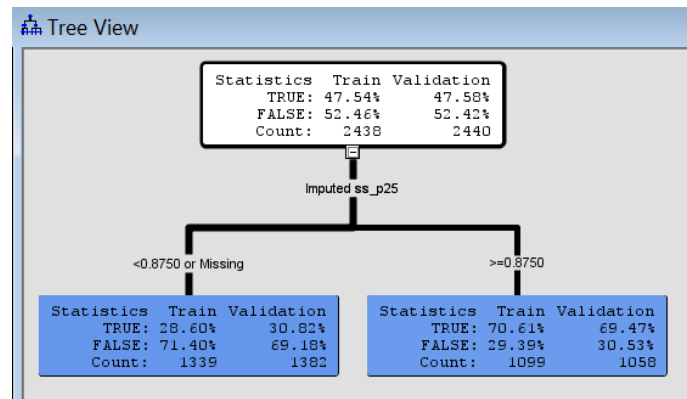 Tree View
Statistics Train Validation
TRUE: 47.54% 47.58%
FALSE: 52.46% 52.42%
Count: 2438 2440
Imputed ss_p25
<0.8750 or Missing
>=0.8750
Statistics Train Validation
TRUE: 28.60% 30.82%
FALSE: 71.40% 69.18%
Count: 1339 1382
Statistics Train Validation
TRUE: 70.61% 69.47%
FALSE: 29.39% 30.53%
Count: 1099 1058